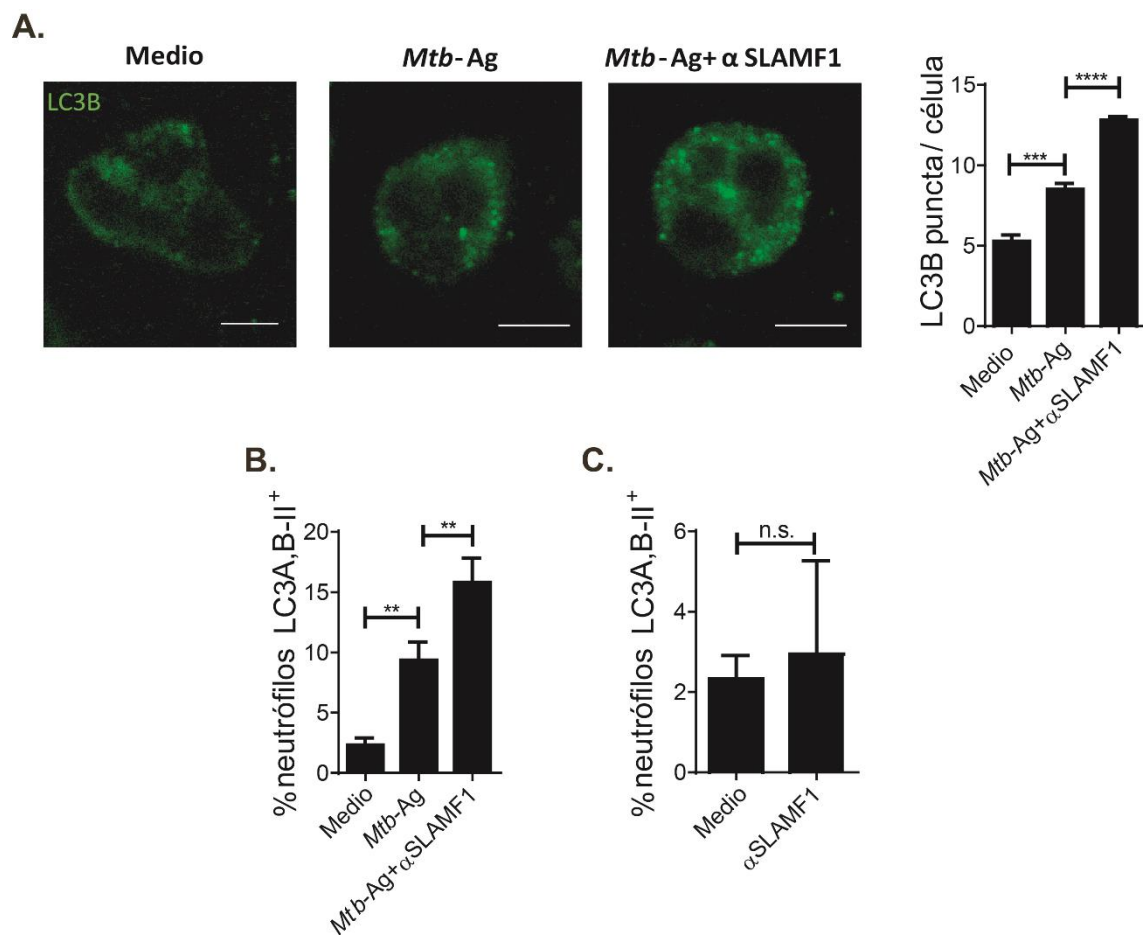 A.
Medio
Mtb-Ag
Mtb-Ag+ α SLAMF1
LC3B
LC3B puncta/ célula
15
10
5
0
***
****
Medio
Mtb-Ag
Mtb-Ag+αSLAMF1
B.
%neutrófilos LC3A,B-II+
20
15
10
5
0
**
**
Medio
Mtb-Ag
Mtb-Ag+αSLAMF1
C.
%neutrófilos LC3A,B-II+
6
4
2
0
n.s.
Medio
αSLAMF1